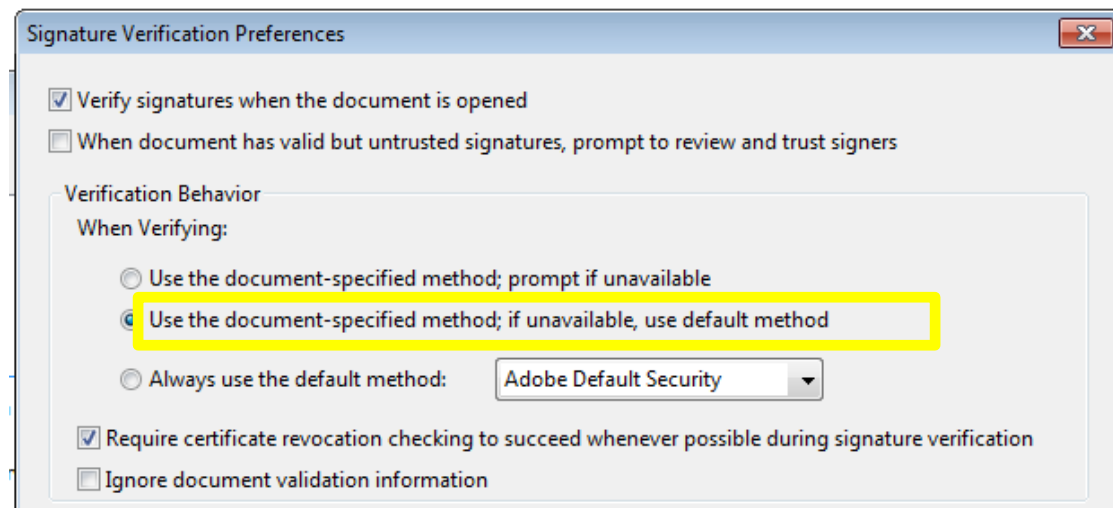 Signature Verification Preferences
Verify signatures when the document is opened
When document has valid but untrusted signatures, prompt to review and trust signers
Verification Behavior
When Verifying:
Use the document-specified method; prompt if unavailable
Use the document-specified method; if unavailable, use default method
Always use the default method: Adobe Default Security
Require certificate revocation checking to succeed whenever possible during signature verification
Ignore document validation information